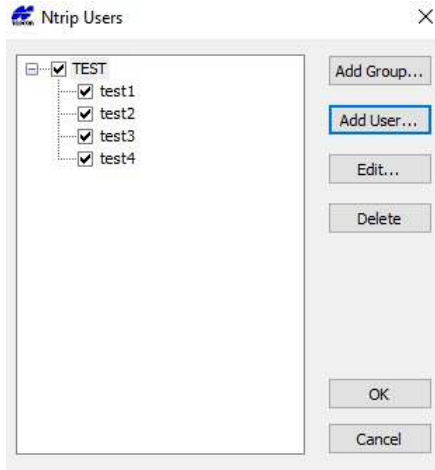 Ntrip Users
TEST
test1
test2
test3
test4
Add Group...
Add User...
Edit...
Delete
OK
Cancel